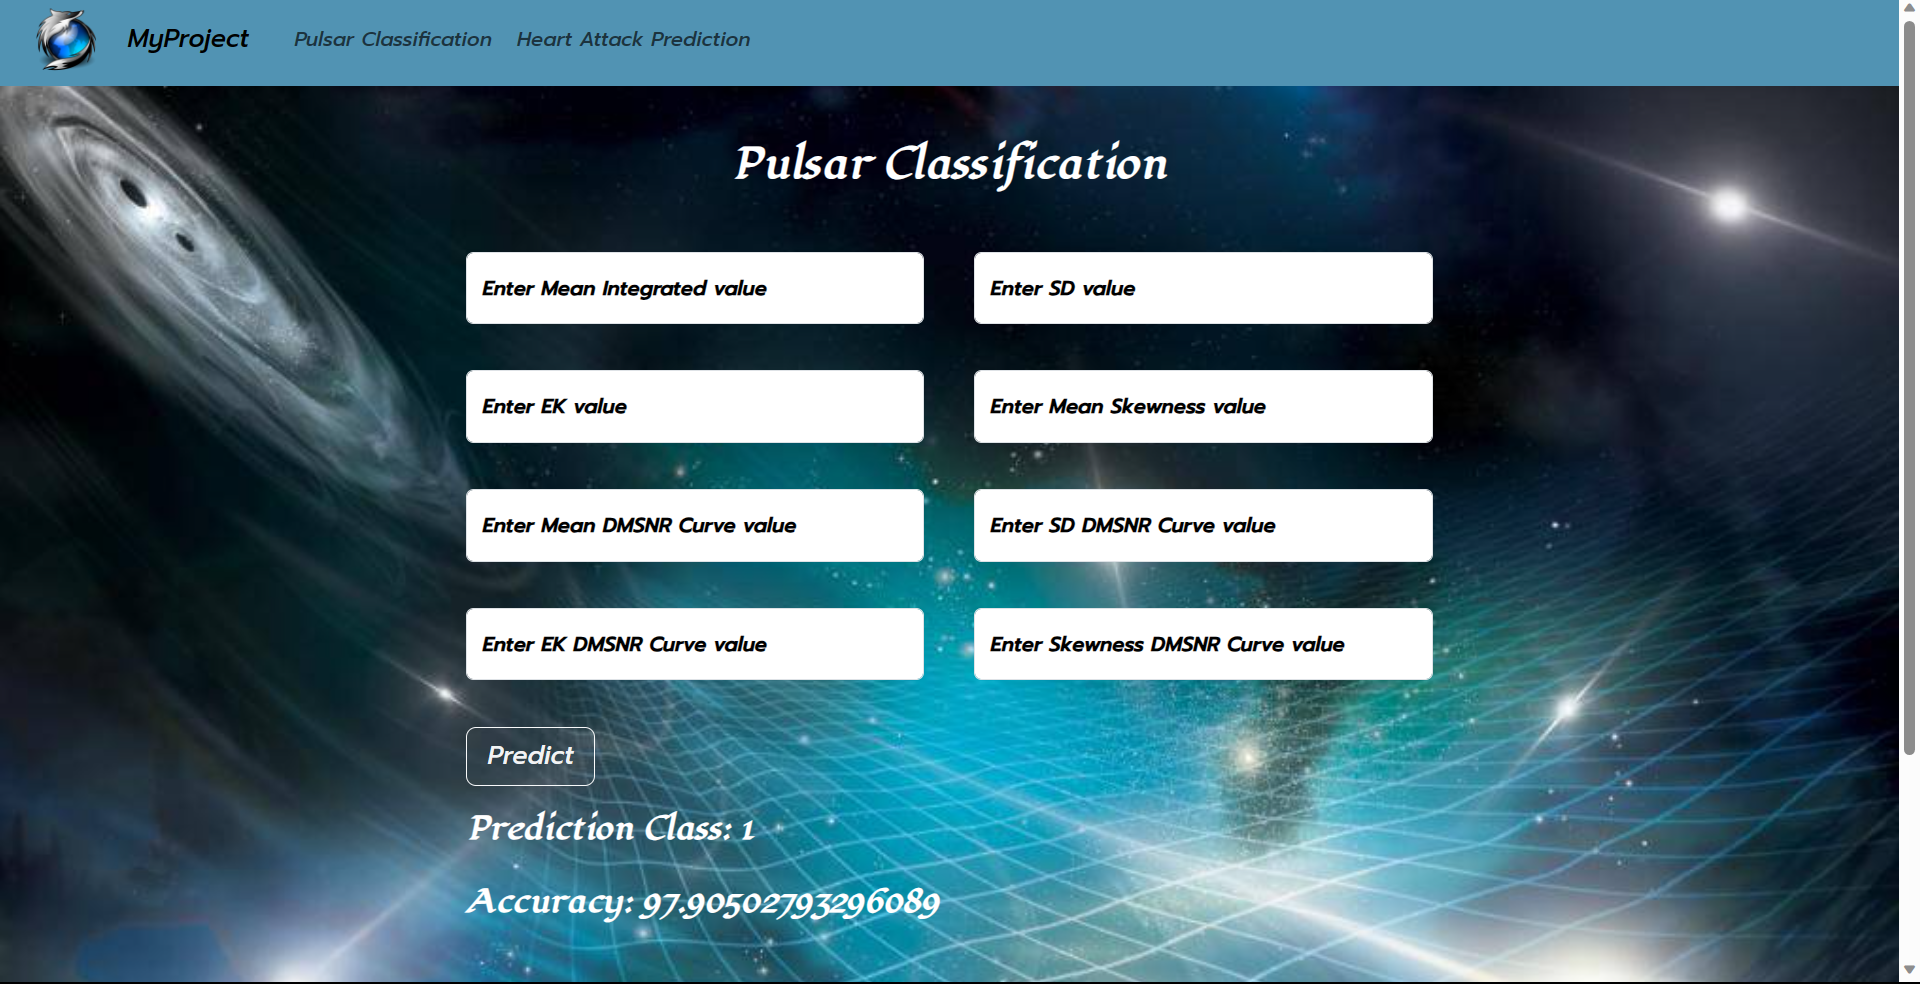 MyProject Pulsar Classification Heart Attack Prediction
Pulsar Classification
Enter Mean Integrated value
Enter SD value
Enter EK value
Enter Mean Skewness value
Enter Mean DMSNR Curve value
Enter SD DMSNR Curve value
Enter EK DMSNR Curve value
Enter Skewness DMSNR Curve value
Predict
Prediction Class: 1
Accuracy: 97.90502793296089